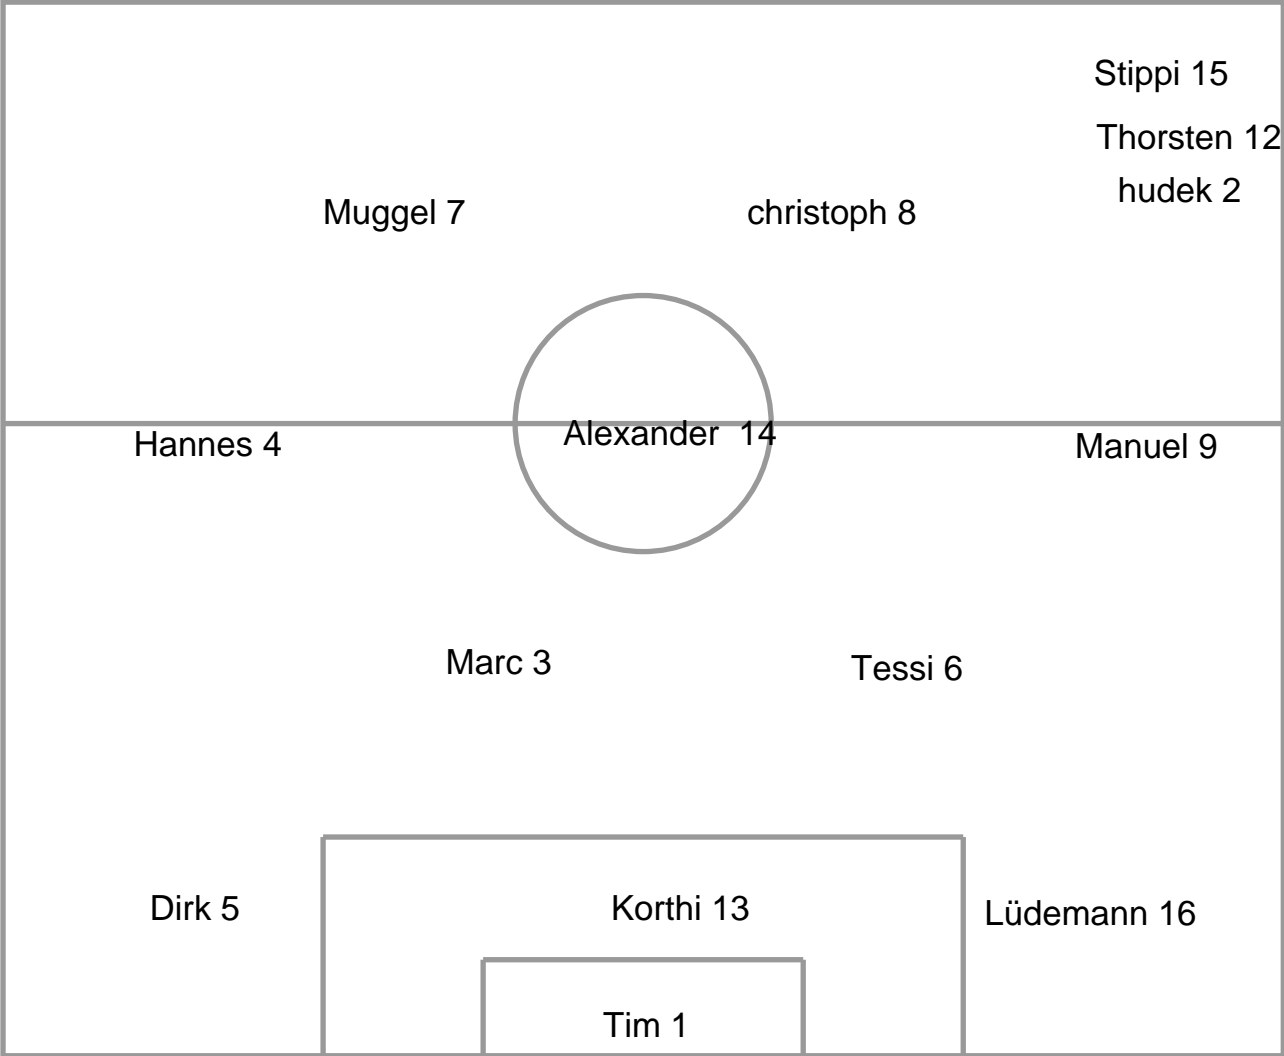 Stippi 15
Thorsten 12
hudek 2
Muggel 7
christoph 8
Alexander  14
Hannes 4
Manuel 9
Marc 3
Tessi 6
Dirk 5
Korthi 13
Lüdemann 16
Tim 1